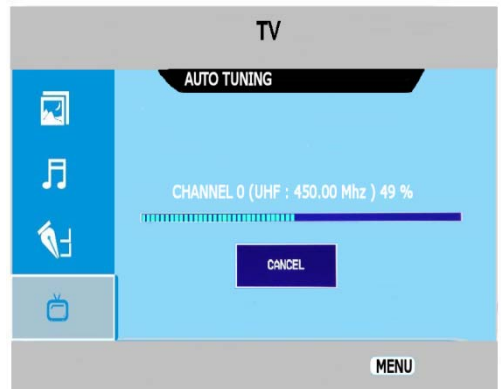 TV
AUTO TUNING
CHANNEL 0 (UHF : 450.00 Mhz ) 49 %
CANCEL
MENU